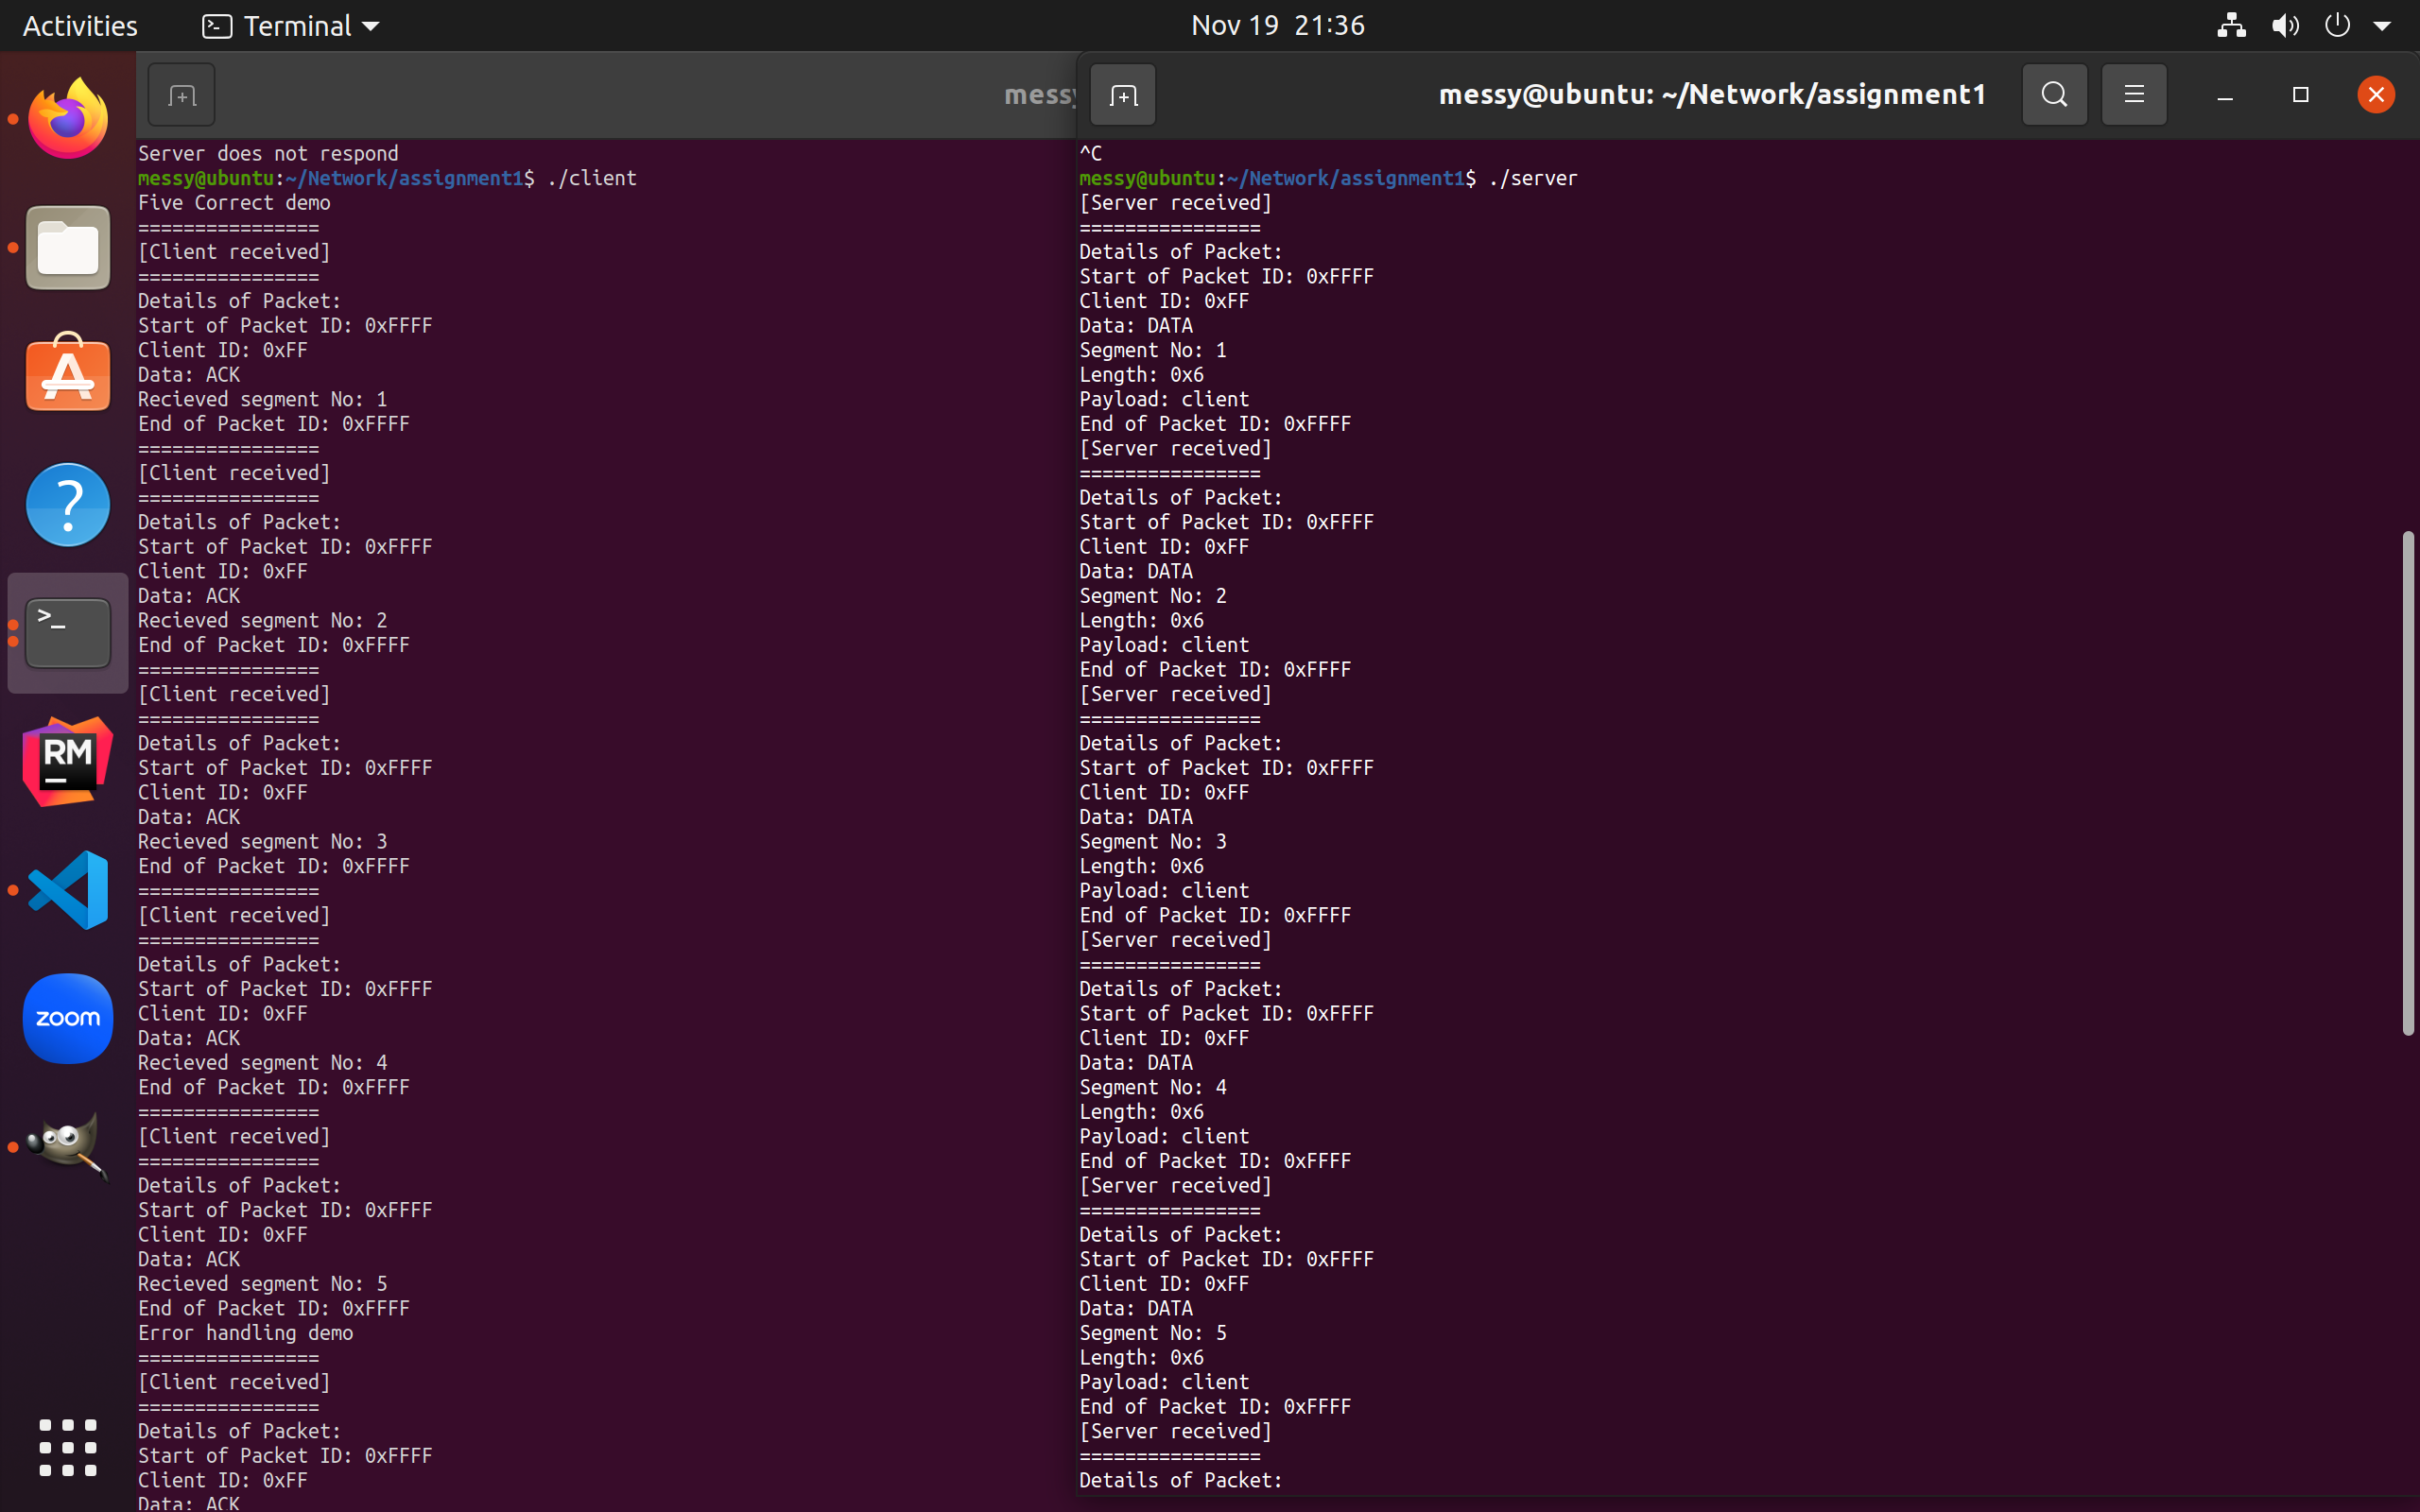 Activities
Terminal
Nov 19 21:36
messy
Server does not respond
messy@ubuntu:~/Network/assignment1$ ./client
Five Correct demo
================
[Client received]
================
Details of Packet:
Start of Packet ID: 0xFFFF
Client ID: 0xFF
Data: ACK
Recieved segment No: 1
End of Packet ID: 0xFFFF
================
[Client received]
================
Details of Packet:
Start of Packet ID: 0xFFFF
Client ID: 0xFF
Data: ACK
Recieved segment No: 2
End of Packet ID: 0xFFFF
================
[Client received]
================
Details of Packet:
Start of Packet ID: 0xFFFF
Client ID: 0xFF
Data: ACK
Recieved segment No: 3
End of Packet ID: 0xFFFF
================
[Client received]
================
Details of Packet:
Start of Packet ID: 0xFFFF
Client ID: 0xFF
Data: ACK
Recieved segment No: 4
End of Packet ID: 0xFFFF
================
[Client received]
================
Details of Packet:
Start of Packet ID: 0xFFFF
Client ID: 0xFF
Data: ACK
Recieved segment No: 5
End of Packet ID: 0xFFFF
Error handling demo
================
[Client received]
================
Details of Packet:
Start of Packet ID: 0xFFFF
Client ID: 0xFF
Data: ACK
messy@ubuntu: ~/Network/assignment1
^C
messy@ubuntu:~/Network/assignment1$ ./server
[Server received]
================
Details of Packet:
Start of Packet ID: 0xFFFF
Client ID: 0xFF
Data: DATA
Segment No: 1
Length: 0x6
Payload: client
End of Packet ID: 0xFFFF
[Server received]
================
Details of Packet:
Start of Packet ID: 0xFFFF
Client ID: 0xFF
Data: DATA
Segment No: 2
Length: 0x6
Payload: client
End of Packet ID: 0xFFFF
[Server received]
================
Details of Packet:
Start of Packet ID: 0xFFFF
Client ID: 0xFF
Data: DATA
Segment No: 3
Length: 0x6
Payload: client
End of Packet ID: 0xFFFF
[Server received]
================
Details of Packet:
Start of Packet ID: 0xFFFF
Client ID: 0xFF
Data: DATA
Segment No: 4
Length: 0x6
Payload: client
End of Packet ID: 0xFFFF
[Server received]
================
Details of Packet:
Start of Packet ID: 0xFFFF
Client ID: 0xFF
Data: DATA
Segment No: 5
Length: 0x6
Payload: client
End of Packet ID: 0xFFFF
[Server received]
================
Details of Packet:
A
?
>_
RM
zoom